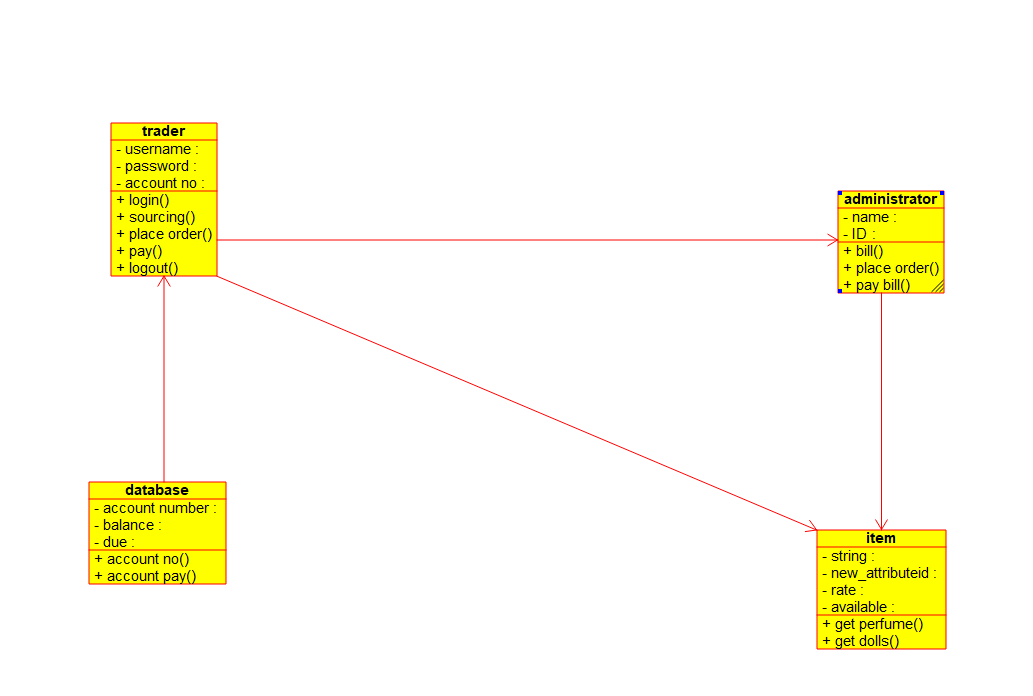 trader
- username :
- password :
- account no :
+ login()
+ sourcing()
+ place order()
+ pay()
+ logout()
administrator
- name :
- ID :
+ bill()
+ place order()
+ pay bill()
database
- account number :
- balance :
- due :
+ account no()
+ account pay()
item
- string :
- new_attributeid :
- rate :
- available :
+ get perfume()
+ get dolls()